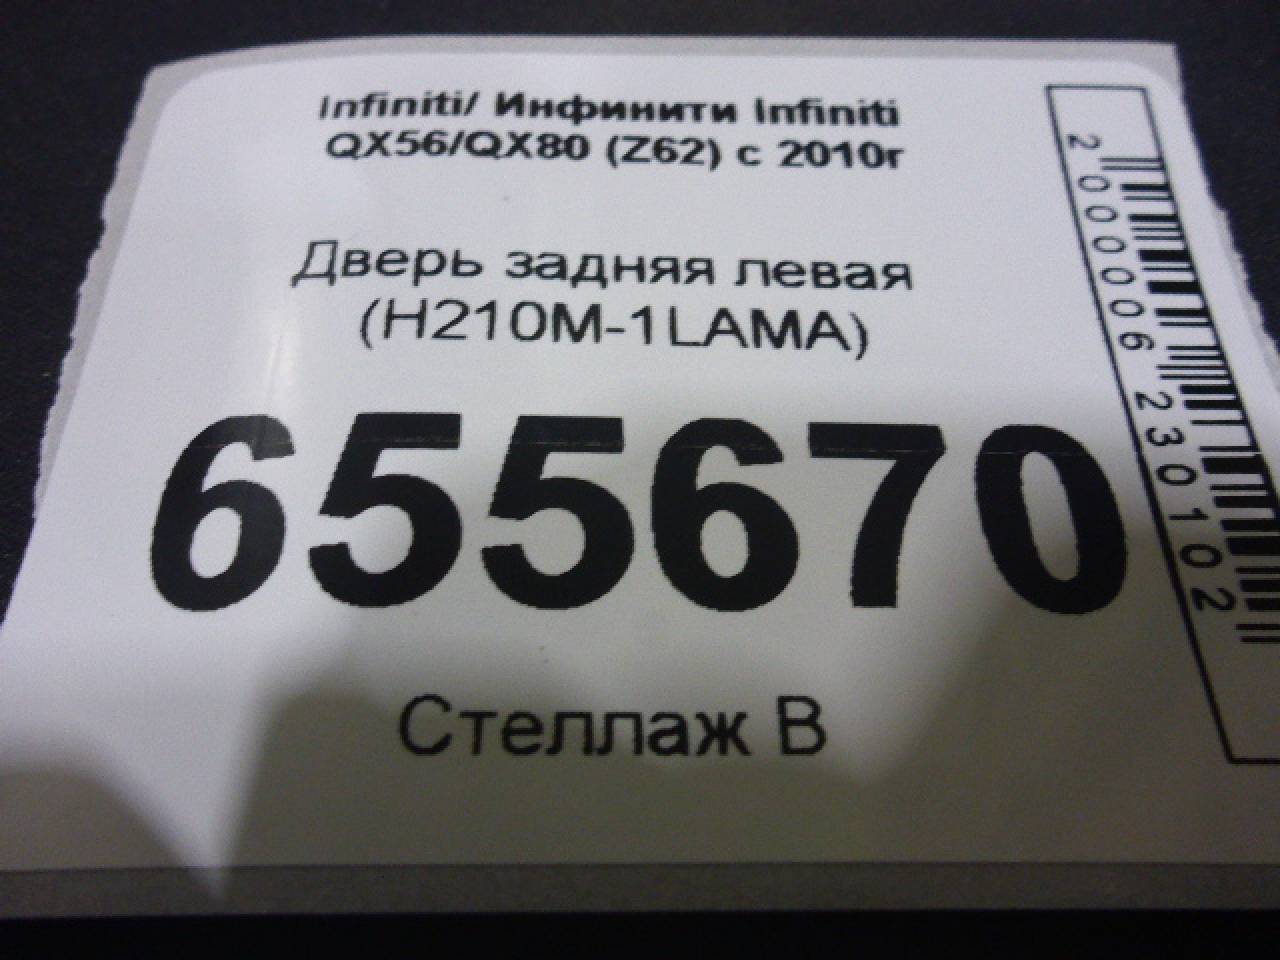 Infiniti/ Инфинити Infiniti
QX56/QX80 (Z62) с 2010г
Дверь задняя левая
(H210M-1LAMA)
655670
Стеллаж В
2000006230102